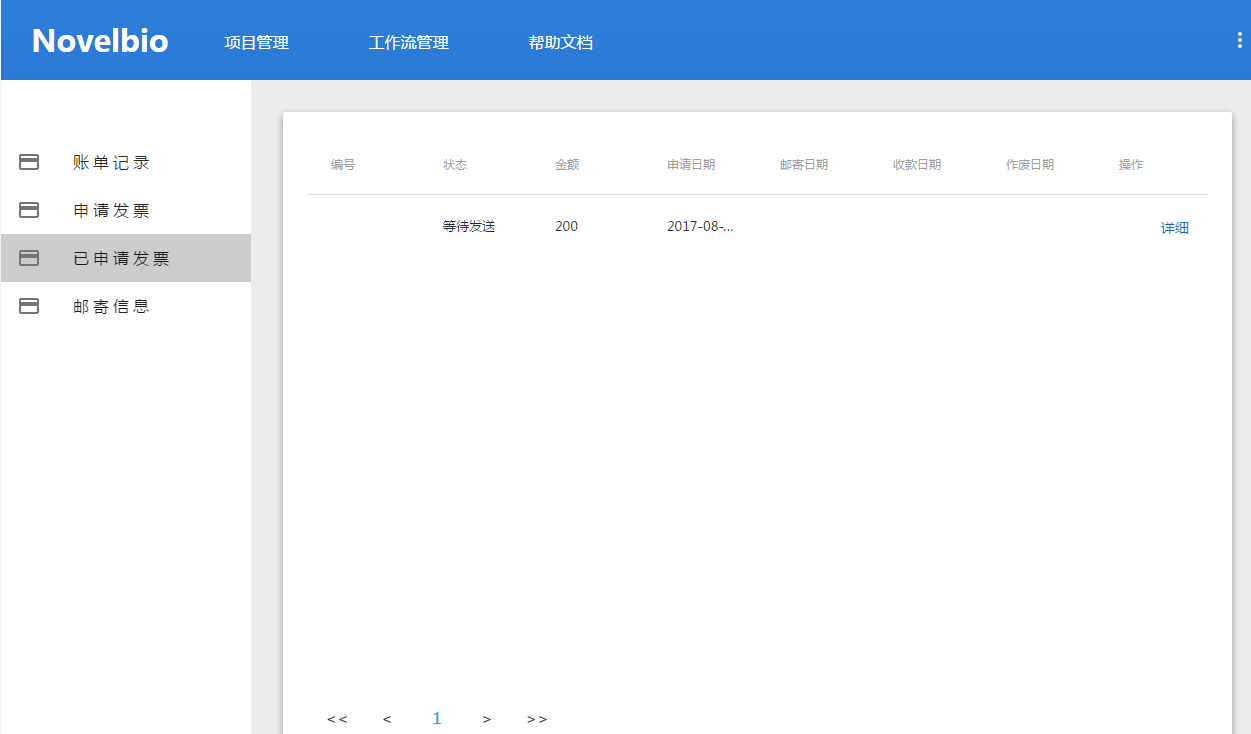 Novelbio 项目管理 工作流管理 帮助文档
账单记录
申请发票
已申请发票
邮寄信息
编号 状态 金额 申请日期 邮寄日期 收款日期 作废日期 操作
等待发送 200 2017-08-... 详细
<< < 1 > >>